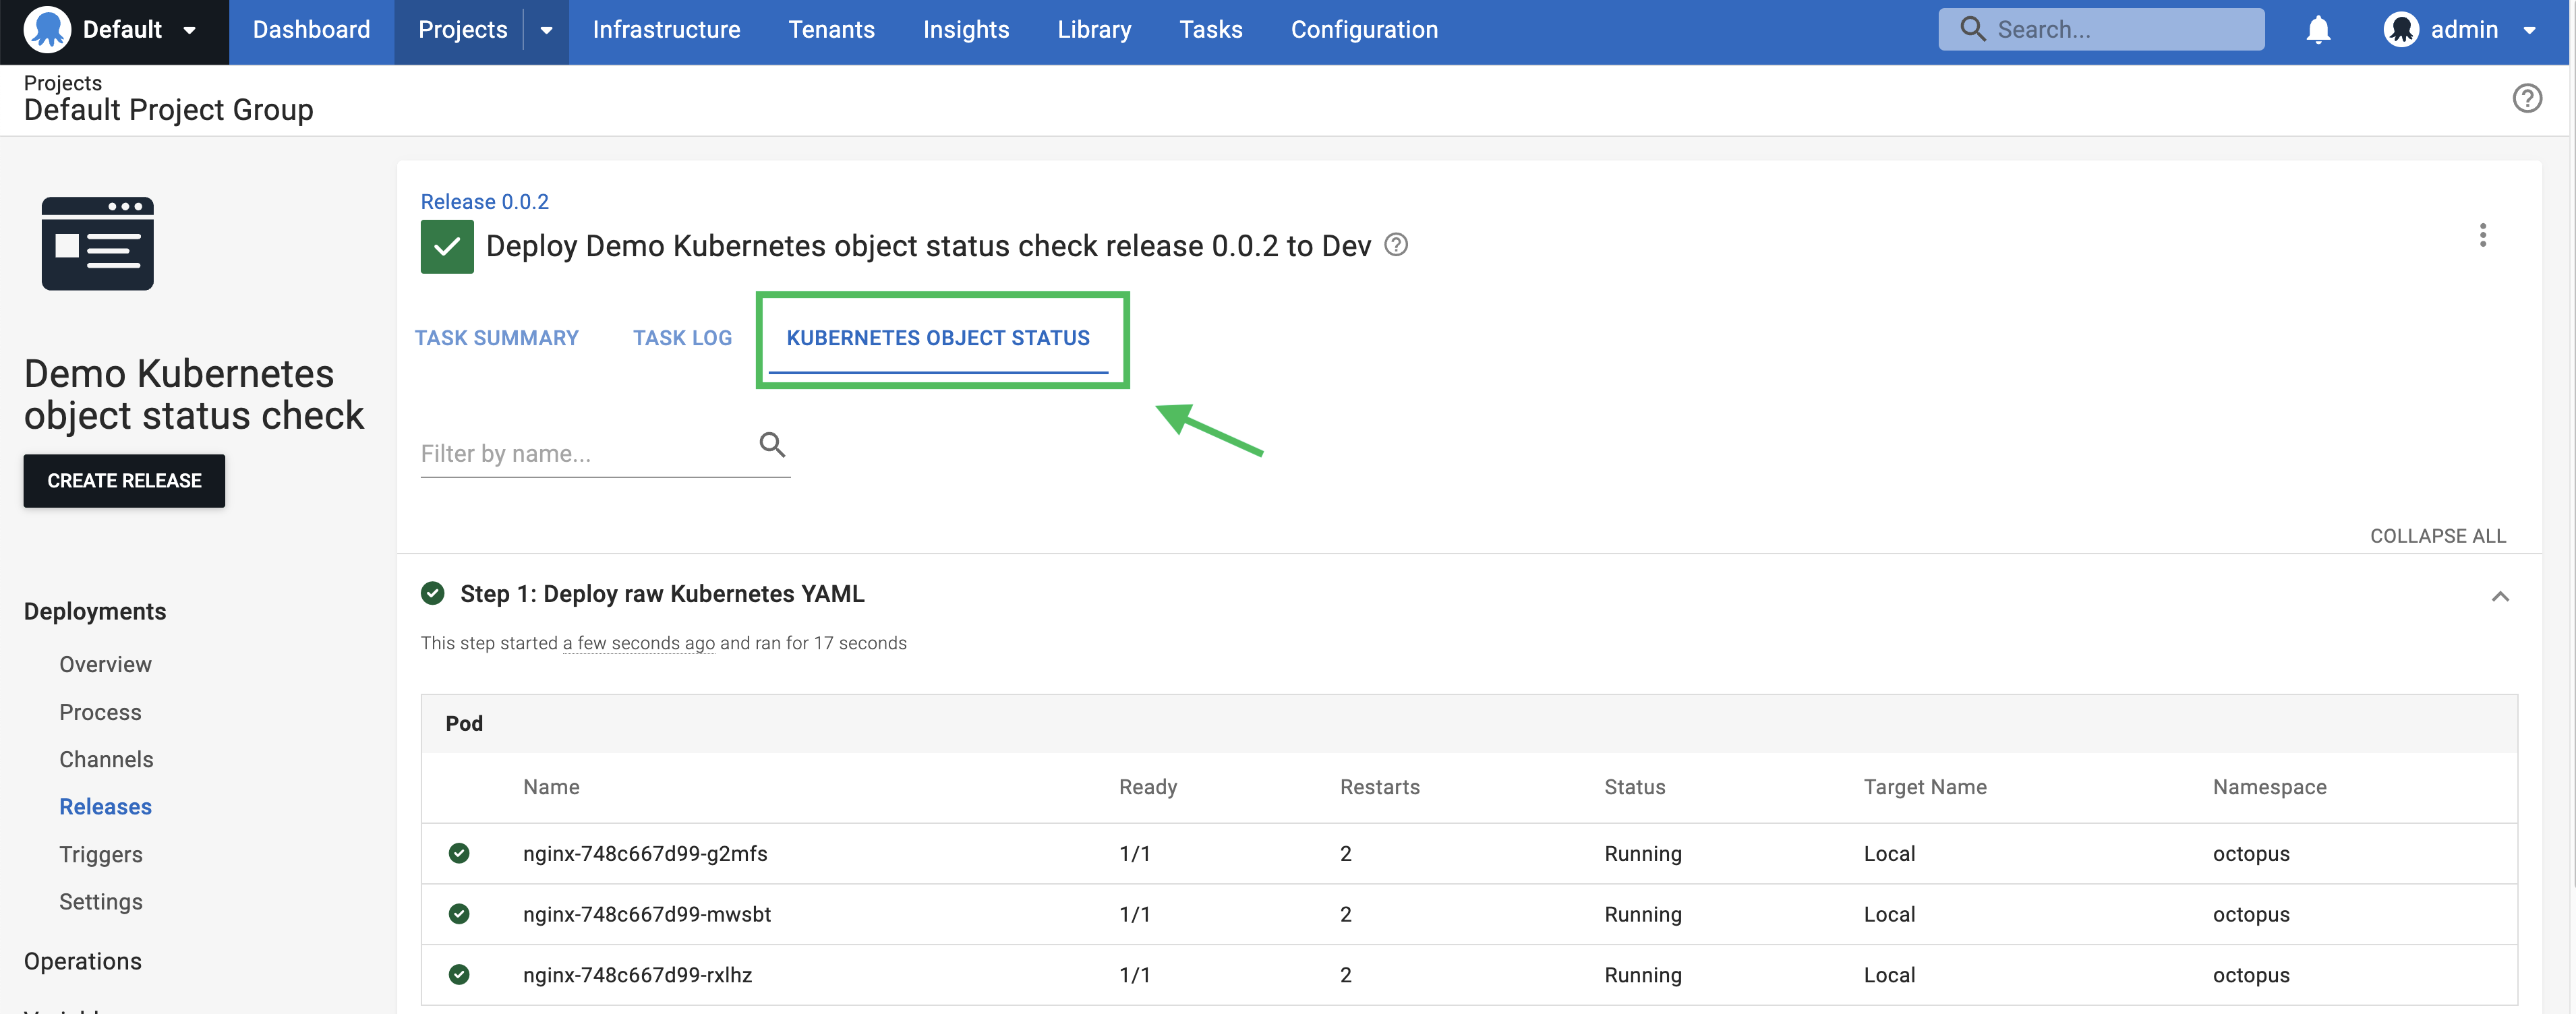 Default
Dashboard
Projects
Infrastructure
Tenants
Insights
Library
Tasks
Configuration
Search...
admin
Projects
Default Project Group
Demo Kubernetes
object status check
CREATE RELEASE
Deployments
Overview
Process
Channels
Releases
Triggers
Settings
Operations
Release 0.0.2
Deploy Demo Kubernetes object status check release 0.0.2 to Dev
TASK SUMMARY
TASK LOG
KUBERNETES OBJECT STATUS
Filter by name...
COLLAPSE ALL
Step 1: Deploy raw Kubernetes YAML
This step started a few seconds ago and ran for 17 seconds
Pod
Name Ready Restarts Status Target Name Namespace
nginx-748c667d99-g2mfs 1/1 2 Running Local octopus
nginx-748c667d99-mwsbt 1/1 2 Running Local octopus
nginx-748c667d99-rxlhz 1/1 2 Running Local octopus